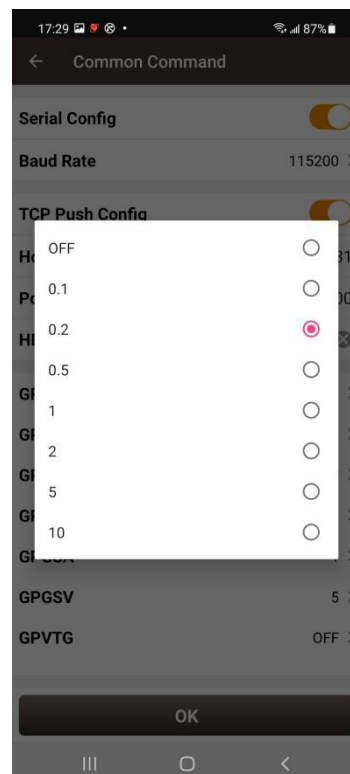 17:29 87%
Common Command
Serial Config
Baud Rate 115200
TCP Push Config
OFF
0.1
0.2
0.5
1
2
5
10
GPGSV 5
GPVTG OFF
OK